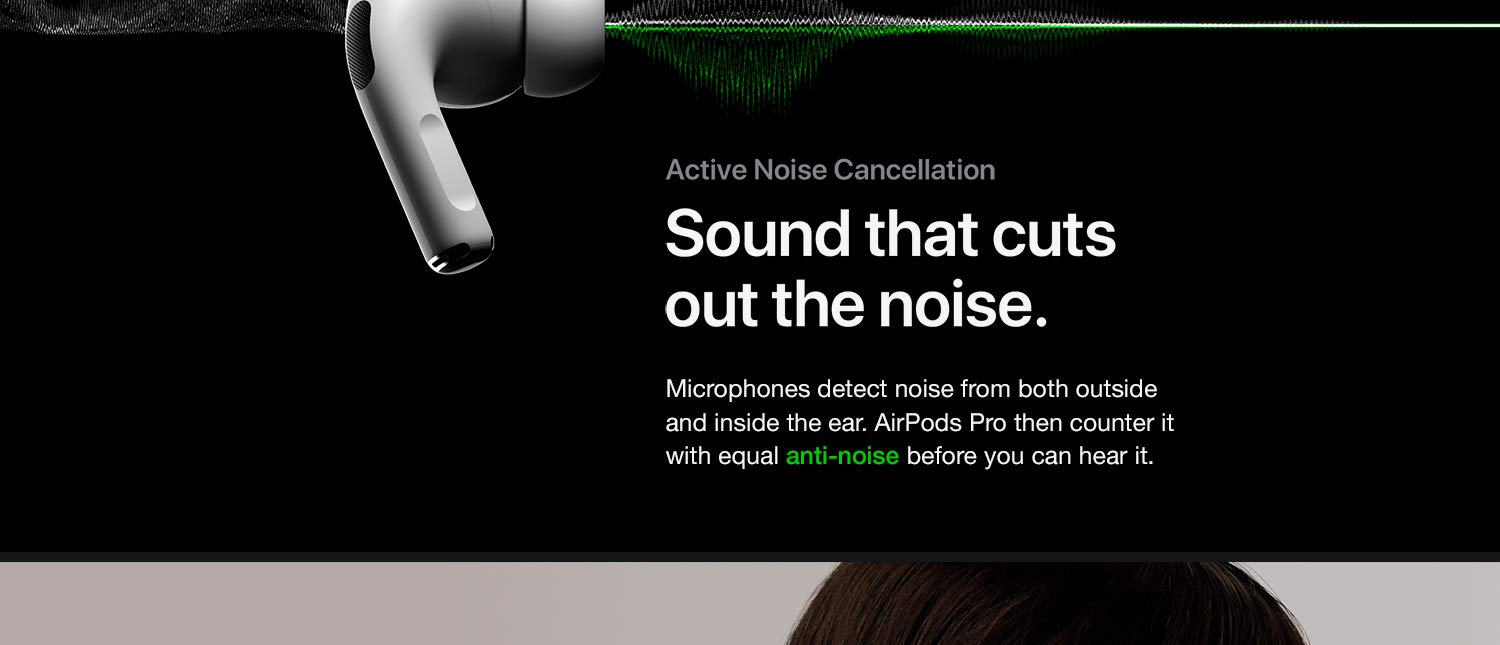 Active Noise Cancellation
Sound that cuts
out the noise.
Microphones detect noise from both outside
and inside the ear. AirPods Pro then counter it
with equal anti-noise before you can hear it.